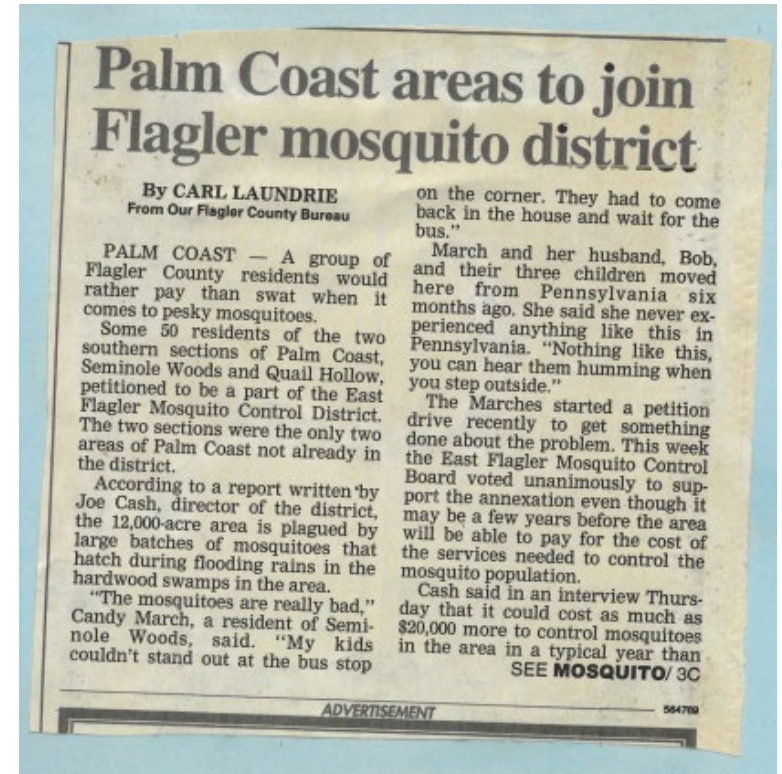 Palm Coast areas to join
Flagler mosquito district
By CARL LAUNDRIE
From Our Flagler County Bureau
PALM COAST — A group of
Flagler County residents would
rather pay than swat when it
comes to pesky mosquitoes.
Some 50 residents of the two
southern sections of Palm Coast,
Seminole Woods and Quail Hollow,
petitioned to be a part of the East
Flagler Mosquito Control District.
The two sections were the only two
areas of Palm Coast not already in
the district.
According to a report written by
Joe Cash, director of the district,
the 12,000-acre area is plagued by
large batches of mosquitoes that
hatch during flooding rains in the
hardwood swamps in the area.
"The mosquitoes are really bad,"
Candy March, a resident of Semi-
nole Woods, said. "My kids
couldn't stand out at the bus stop
on the corner. They had to come
back in the house and wait for the
bus."
March and her husband, Bob,
and their three children moved
here from Pennsylvania six
months ago. She said she never ex-
perienced anything like this in
Pennsylvania. "Nothing like this,
you can hear them humming when
you step outside."
The Marches started a petition
drive recently to get something
done about the problem. This week
the East Flagler Mosquito Control
Board voted unanimously to sup-
port the annexation even though it
may be a few years before the area
will be able to pay for the cost of
the services needed to control the
mosquito population.
Cash said in an interview Thurs-
day that it could cost as much as
$20,000 more to control mosquitoes
in the area in a typical year than
SEE MOSQUITO/ 3C
ADVERTISEMENT
564769